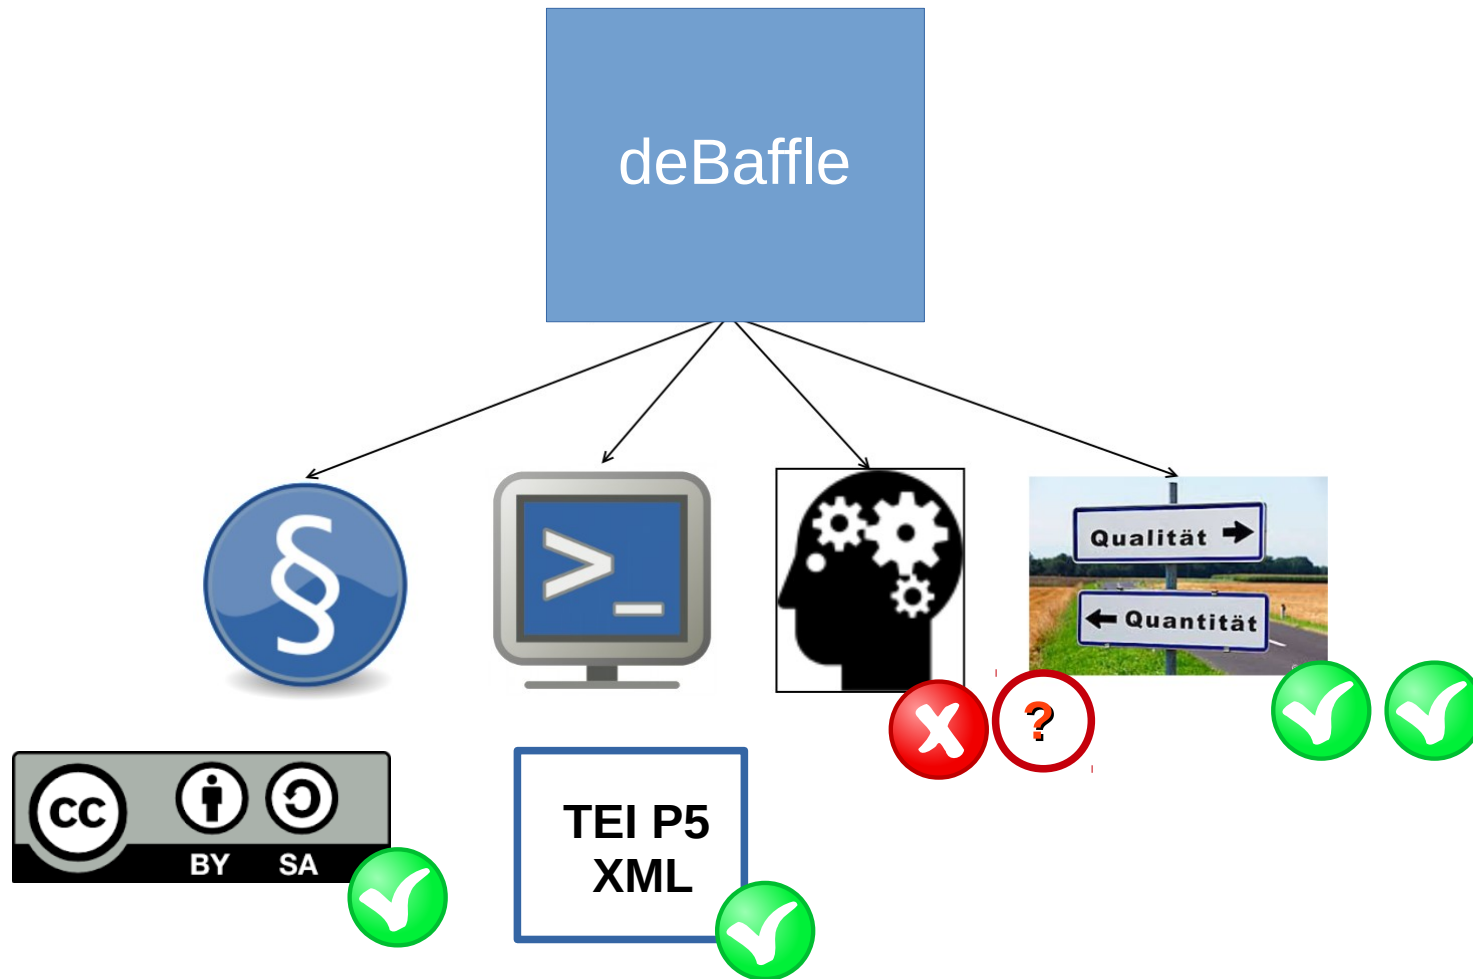 deBaffle
§
>_
Qualität
Quantität
?
cc
BY SA
TEI P5
XML